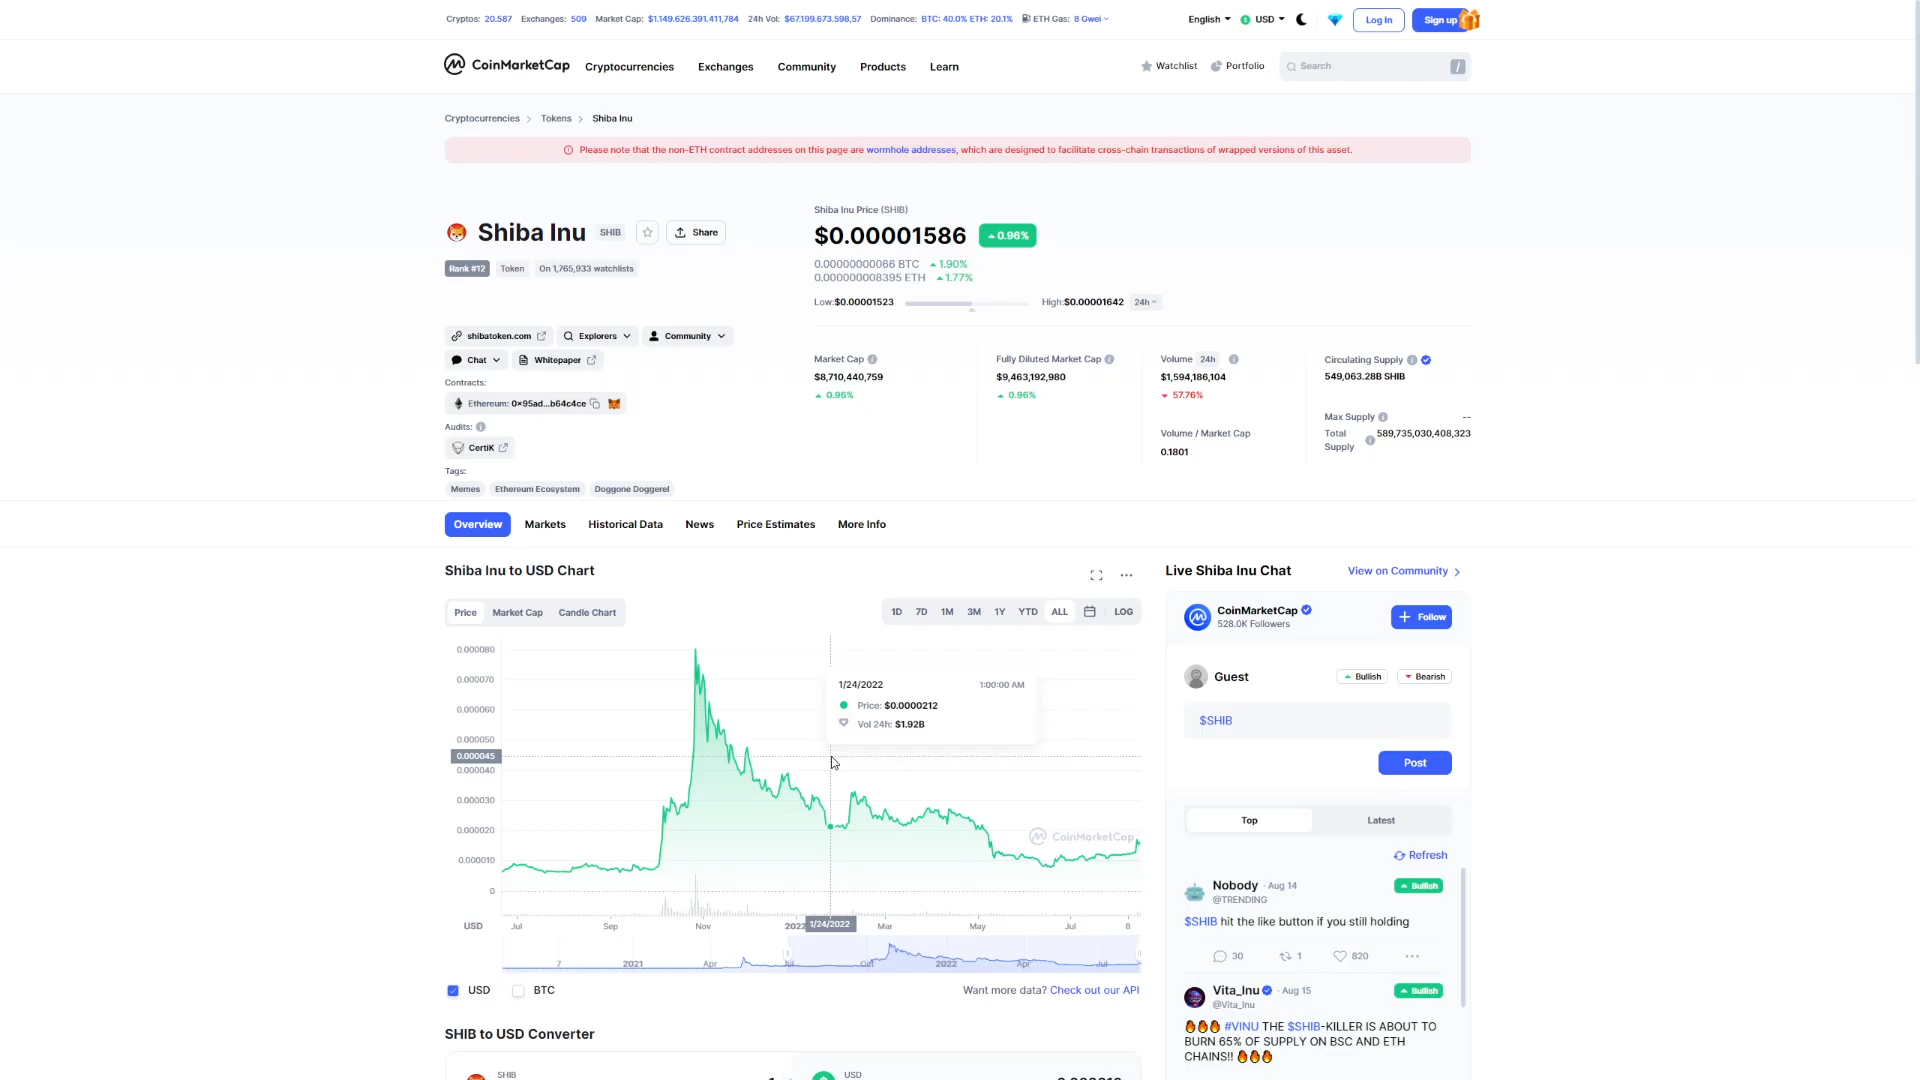 Cryptos: 20.587 Exchanges: 509 Market Cap: $1.149.626.391.411,784 24h Vol: $67.199.673.598,57 Dominance: BTC: 40.0% ETH: 20.1% ETH Gas: 8 Gwei
English USD Log In Sign up
CoinMarketCap Cryptocurrencies Exchanges Community Products Learn Watchlist Portfolio Search /
Cryptocurrencies > Tokens > Shiba Inu
Please note that the non-ETH contract addresses on this page are wormhole addresses, which are designed to facilitate cross-chain transactions of wrapped versions of this asset.
Shiba Inu SHIB Share
Rank #12 Token On 1,765,933 watchlists
Shiba Inu Price (SHIB)
$0.00001586 0.96%
0.00000000066 BTC 1.90%
0.000000008395 ETH 1.77%
Low:$0.00001523 High:$0.00001642 24h
shibatoken.com Explorers Community
Chat Whitepaper
Contracts:
Ethereum: 0x95ad...b64c4ce
Audits:
CertiK
Tags:
Memes Ethereum Ecosystem Doggone Doggerel
Market Cap
$8,710,440,759
0.96%
Fully Diluted Market Cap
$9,463,192,980
0.96%
Volume 24h
$1,594,186,104
57.76%
Volume / Market Cap
0.1801
Circulating Supply
549,063.28B SHIB
Max Supply --
Total Supply 589,735,030,408,323
Overview Markets Historical Data News Price Estimates More Info
Shiba Inu to USD Chart
Price Market Cap Candle Chart 1D 7D 1M 3M 1Y YTD ALL LOG
0.000080
0.000070
0.000060
0.000050
0.000045
0.000040
0.000030
0.000020
0.000010
0
1/24/2022 1:00:00 AM
Price: $0.0000212
Vol 24h: $1.92B
CoinMarketCap
USD Jul Sep Nov 2022 1/24/2022 Mar May Jul 8
7 2021 Apr Jul Oct 2022 Apr Jul
USD BTC Want more data? Check out our API
SHIB to USD Converter
SHIB USD
Live Shiba Inu Chat View on Community >
CoinMarketCap
528.0K Followers
+ Follow
Guest Bullish Bearish
$SHIB
Post
Top Latest
Refresh
Nobody · Aug 14 Bullish
@TRENDING
$SHIB hit the like button if you still holding
30 1 820 ...
Vita_Inu · Aug 15 Bullish
@Vita_Inu
🔥🔥🔥 #VINU THE $SHIB-KILLER IS ABOUT TO
BURN 65% OF SUPPLY ON BSC AND ETH
CHAINS!! 🔥🔥🔥